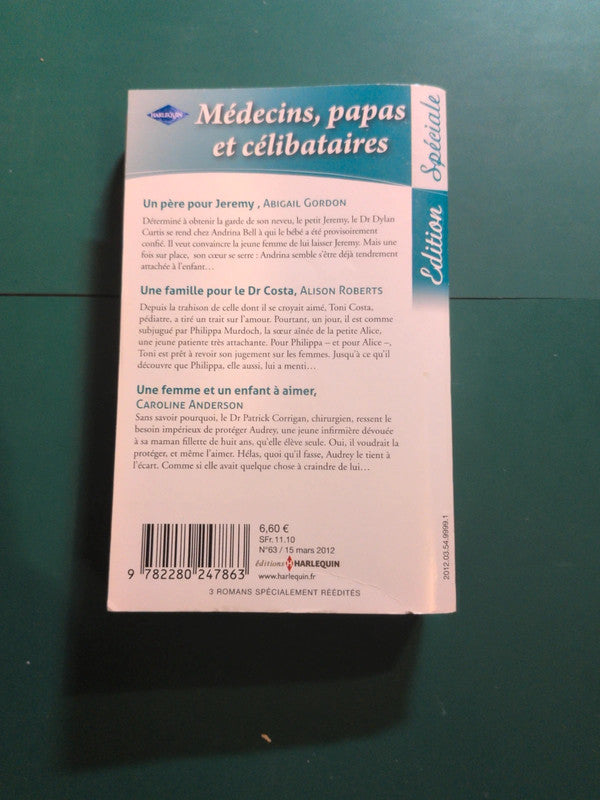 HARLEQUIN
Médecins, papas
et célibataires
Edition Spéciale
Un père pour Jeremy , ABIGAIL GORDON
Déterminé à obtenir la garde de son neveu, le petit Jeremy, le Dr Dylan
Curtis se rend chez Andrina Bell à qui le bébé a été provisoirement
confié. Il veut convaincre la jeune femme de lui laisser Jeremy. Mais une
fois sur place, son cœur se serre : Andrina semble s'être déjà tendrement
attachée à l'enfant…
Une famille pour le Dr Costa, ALISON ROBERTS
Depuis la trahison de celle dont il se croyait aimé, Toni Costa,
pédiatre, a tiré un trait sur l'amour. Pourtant, un jour, il est comme
subjugué par Philippa Murdoch, la sœur aînée de la petite Alice,
une jeune patiente très attachante. Pour Philippa – et pour Alice –,
Toni est prêt à revoir son jugement sur les femmes. Jusqu'à ce qu'il
découvre que Philippa, elle aussi, lui a menti…
Une femme et un enfant à aimer,
CAROLINE ANDERSON
Sans savoir pourquoi, le Dr Patrick Corrigan, chirurgien, ressent le
besoin impérieux de protéger Audrey, une jeune infirmière dévouée
à sa maman fillette de huit ans, qu'elle élève seule. Oui, il voudrait la
protéger, et même l'aimer. Hélas, quoi qu'il fasse, Audrey le tient à
l'écart. Comme si elle avait quelque chose à craindre de lui…
6,60 €
SFr. 11.10
N°63 / 15 mars 2012
éditions H HARLEQUIN
www.harlequin.fr
9 782280 247863
3 ROMANS SPÉCIALEMENT RÉÉDITÉS
2012.03.54.9999.1